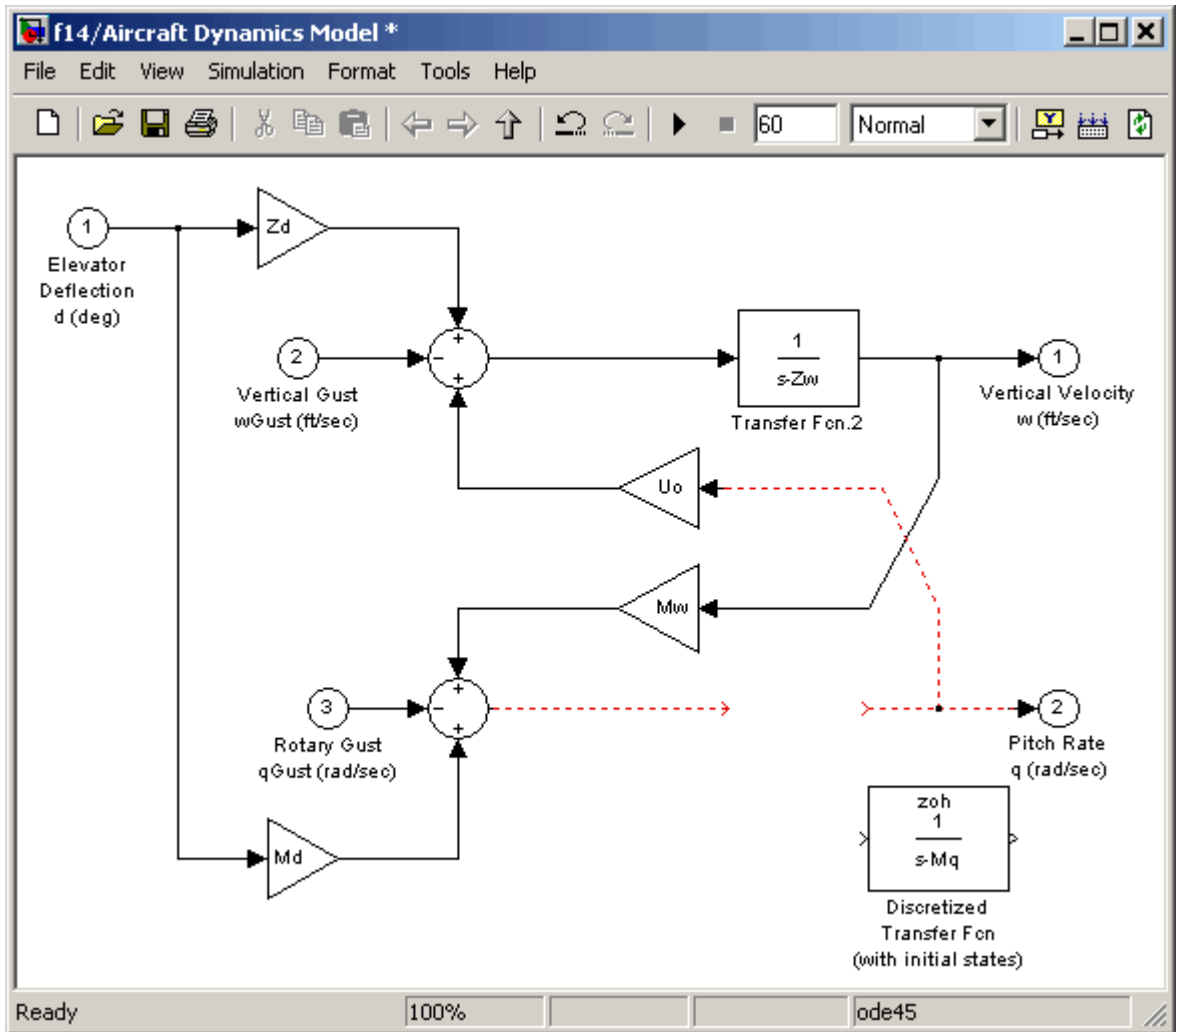 f14/Aircraft Dynamics Model *
File Edit View Simulation Format Tools Help
60 Normal
1
Elevator
Deflection
d (deg)
Zd
2
Vertical Gust
wGust (ft/sec)
+
-
+
1
s-Zw
Transfer Fcn.2
1
Vertical Velocity
w (ft/sec)
Uo
Mw
3
Rotary Gust
qGust (rad/sec)
+
-
+
2
Pitch Rate
q (rad/sec)
Md
zoh
1
s-Mq
Discretized
Transfer Fcn
(with initial states)
Ready 100% ode45